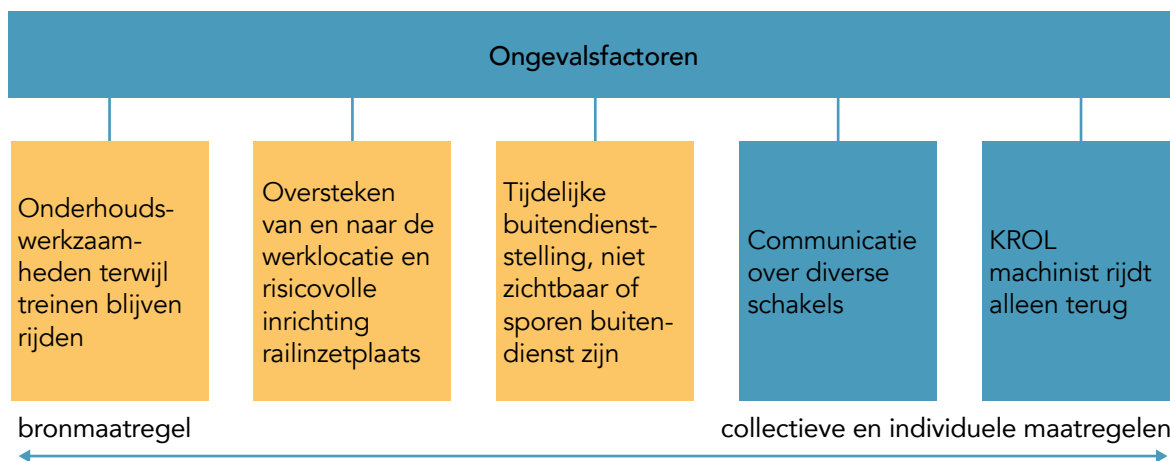 Ongevalsfactoren
Onderhouds-
werkzaam-
heden terwijl
treinen blijven
rijden
Oversteken
van en naar de
werklocatie en
risicovolle
inrichting
railinzetplaats
Tijdelijke
buitendienst-
stelling, niet
zichtbaar of
sporen buiten-
dienst zijn
Communicatie
over diverse
schakels
KROL
machinist rijdt
alleen terug
bronmaatregel
collectieve en individuele maatregelen